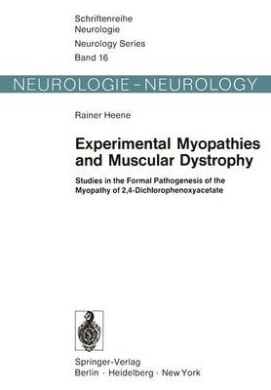 Schriftenreihe
Neurologie
Neurology Series
Band 16
NEUROLOGIE – NEUROLOGY
Rainer Heene
Experimental Myopathies
and Muscular Dystrophy
Studies in the Formal Pathogenesis of the
Myopathy of 2,4-Dichlorophenoxyacetate
Springer-Verlag
Berlin · Heidelberg · New York